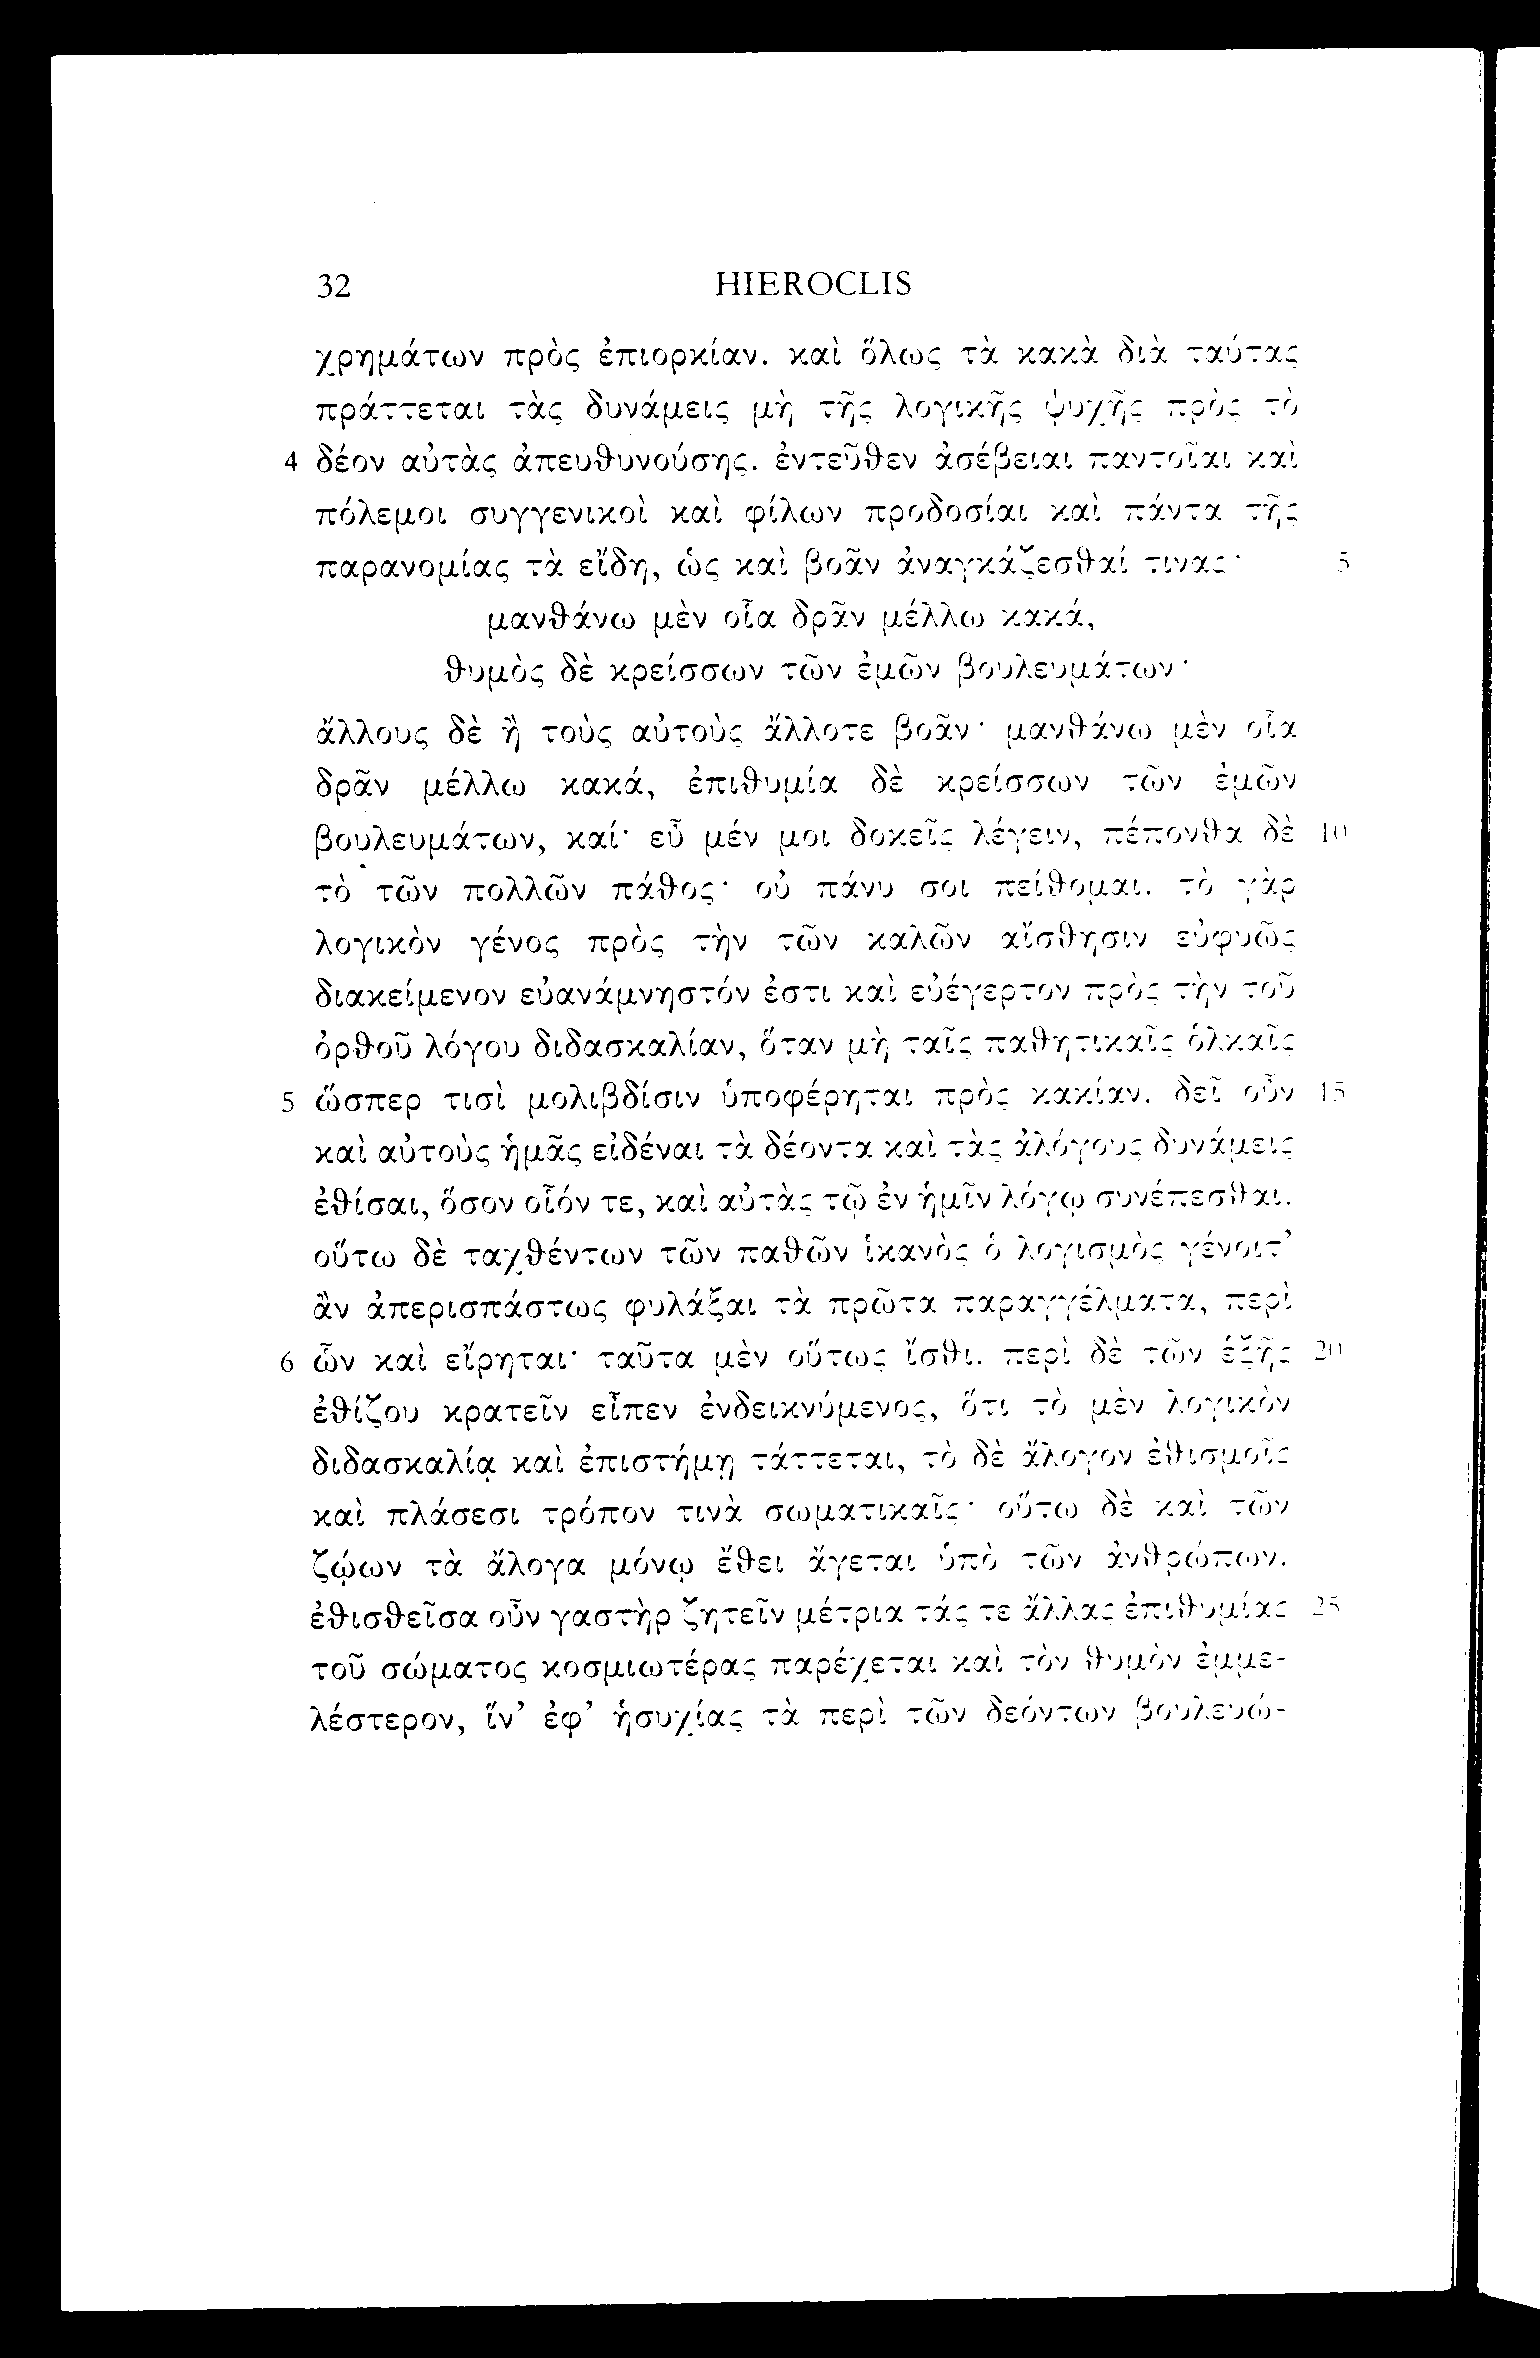 32 HIEROCLIS
χρημάτων πρὸς ἐπιορκίαν. καὶ ὅλως τὰ κακὰ διὰ ταύτας
πράττεται τὰς δυνάμεις μὴ τῆς λογικῆς ψυχῆς πρὸς τὸ
4 δέον αὐτὰς ἀπευθυνούσης. ἐντεῦθεν ἀσέβειαι παντοῖαι καὶ
πόλεμοι συγγενικοὶ καὶ φίλων προδοσίαι καὶ πάντα τῆς
παρανομίας τὰ εἴδη, ὡς καὶ βοᾶν ἀναγκάζεσθαί τινας· 5
μανθάνω μὲν οἷα δρᾶν μέλλω κακά,
θυμὸς δὲ κρείσσων τῶν ἐμῶν βουλευμάτων·
ἄλλους δὲ ἢ τοὺς αὐτοὺς ἄλλοτε βοᾶν· μανθάνω μὲν οἷα
δρᾶν μέλλω κακά, ἐπιθυμία δὲ κρείσσων τῶν ἐμῶν
βουλευμάτων, καί· εὖ μέν μοι δοκεῖς λέγειν, πέπονθα δὲ 10
τὸ τῶν πολλῶν πάθος· οὐ πάνυ σοι πείθομαι. τὸ γὰρ
λογικὸν γένος πρὸς τὴν τῶν καλῶν αἴσθησιν εὐφυῶς
διακείμενον εὐανάμνηστόν ἐστι καὶ εὐέγερτον πρὸς τὴν τοῦ
ὀρθοῦ λόγου διδασκαλίαν, ὅταν μὴ ταῖς παθητικαῖς ὁλκαῖς
5 ὥσπερ τισὶ μολιβδίσιν ὑποφέρηται πρὸς κακίαν. δεῖ οὖν 15
καὶ αὐτοὺς ἡμᾶς εἰδέναι τὰ δέοντα καὶ τὰς ἀλόγους δυνάμεις
ἐθίσαι, ὅσον οἷόν τε, καὶ αὐτὰς τῷ ἐν ἡμῖν λόγῳ συνέπεσθαι.
οὕτω δὲ ταχθέντων τῶν παθῶν ἱκανὸς ὁ λογισμὸς γένοιτ’
ἂν ἀπερισπάστως φυλάξαι τὰ πρῶτα παραγγέλματα, περὶ
6 ὧν καὶ εἴρηται· ταῦτα μὲν οὕτως ἴσθι. περὶ δὲ τῶν ἑξῆς 20
ἐθίζου κρατεῖν εἶπεν ἐνδεικνύμενος, ὅτι τὸ μὲν λογικὸν
διδασκαλίᾳ καὶ ἐπιστήμῃ τάττεται, τὸ δὲ ἄλογον ἐθισμοῖς
καὶ πλάσεσι τρόπον τινὰ σωματικαῖς· οὕτω δὲ καὶ τῶν
ζῴων τὰ ἄλογα μόνῳ ἔθει ἄγεται ὑπὸ τῶν ἀνθρώπων.
ἐθισθεῖσα οὖν γαστὴρ ζητεῖν μέτρια τάς τε ἄλλας ἐπιθυμίας 25
τοῦ σώματος κοσμιωτέρας παρέχεται καὶ τὸν θυμὸν ἐμμε-
λέστερον, ἵν’ ἐφ’ ἡσυχίας τὰ περὶ τῶν δεόντων βουλευώ-